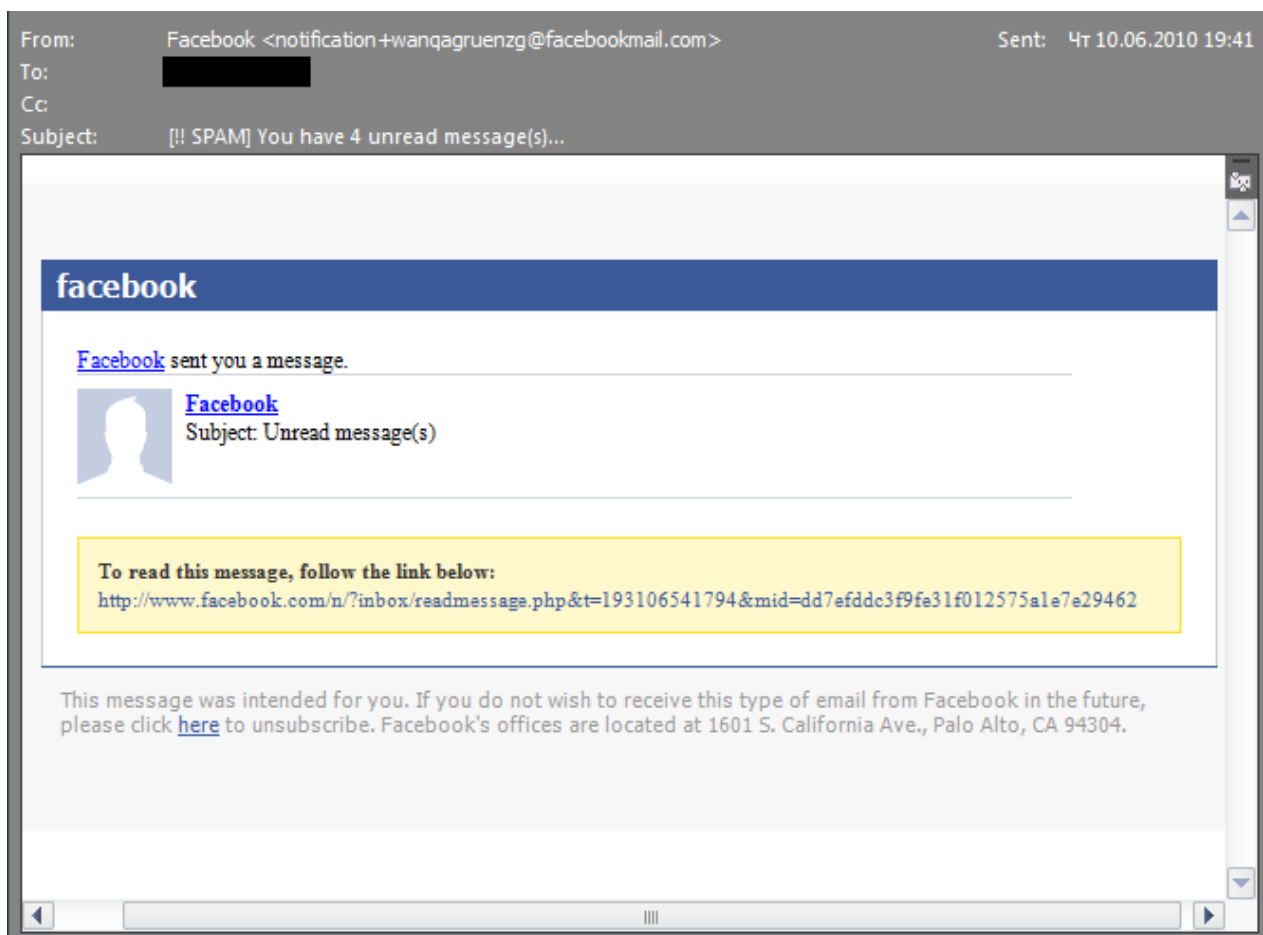 From: Facebook <notification+wanqagruenzg@facebookmail.com> Sent: Чт 10.06.2010 19:41
To:
Cc:
Subject: [!! SPAM] You have 4 unread message(s)...
facebook
Facebook sent you a message.
Facebook
Subject: Unread message(s)
To read this message, follow the link below:
http://www.facebook.com/n/?inbox/readmessage.php&t=193106541794&mid=dd7efddc3f9fe31f012575a1e7e29462
This message was intended for you. If you do not wish to receive this type of email from Facebook in the future,
please click here to unsubscribe. Facebook's offices are located at 1601 S. California Ave., Palo Alto, CA 94304.